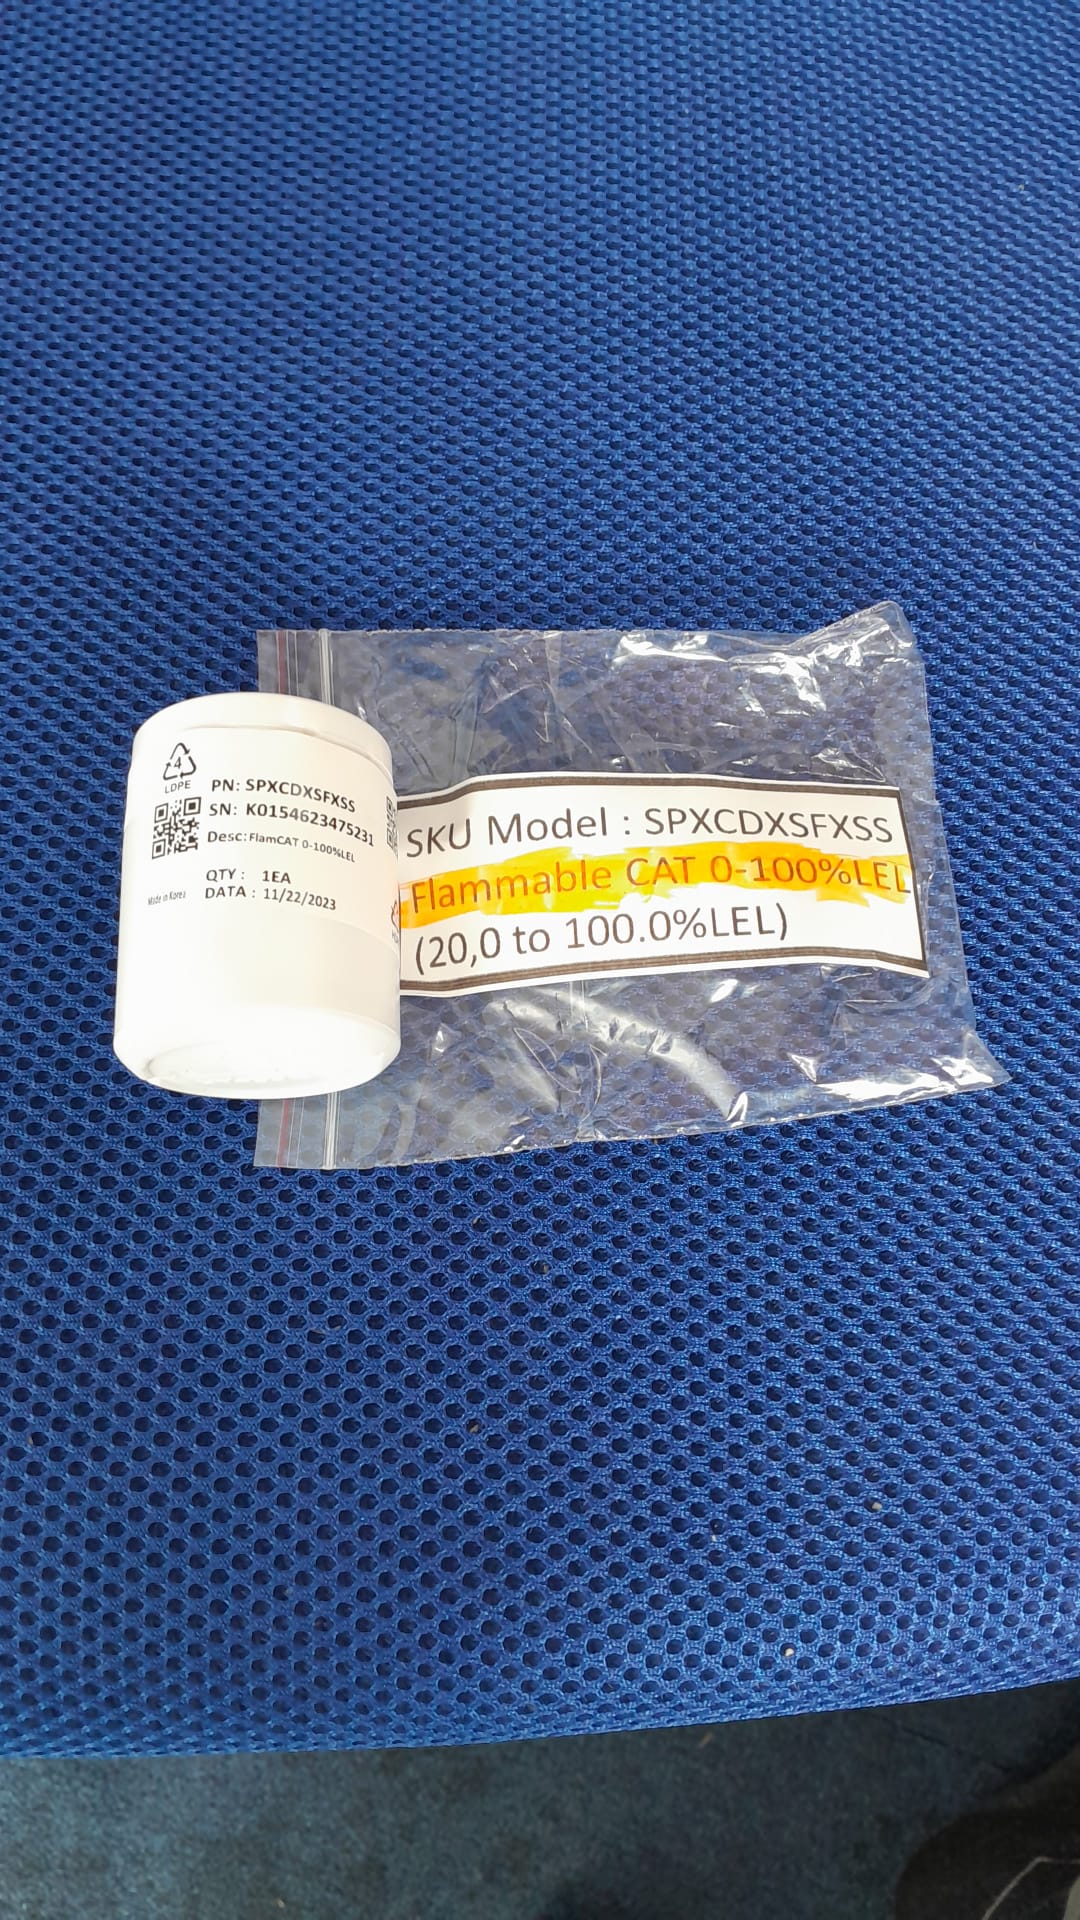 4
LDPE
PN: SPXCDXSFXSS
SN: K0154623475231
Desc: FlamCAT 0-100%LEL
QTY : 1EA
Made in Korea
DATA : 11/22/2023
SKU Model : SPXCDXSFXSS
Flammable CAT 0-100%LEL
(20,0 to 100.0%LEL)